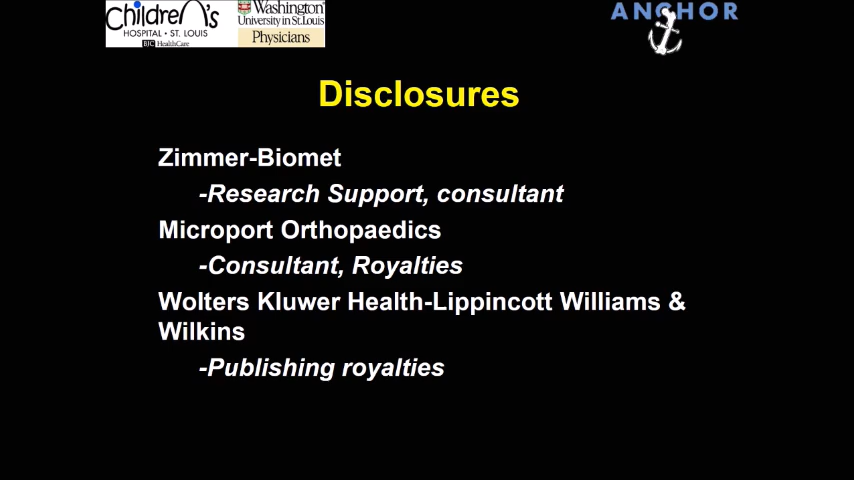 Children's
HOSPITAL • ST. LOUIS
BJC HealthCare
Washington
University in St. Louis
Physicians
ANCHOR
Disclosures
Zimmer-Biomet
-Research Support, consultant
Microport Orthopaedics
-Consultant, Royalties
Wolters Kluwer Health-Lippincott Williams &
Wilkins
-Publishing royalties